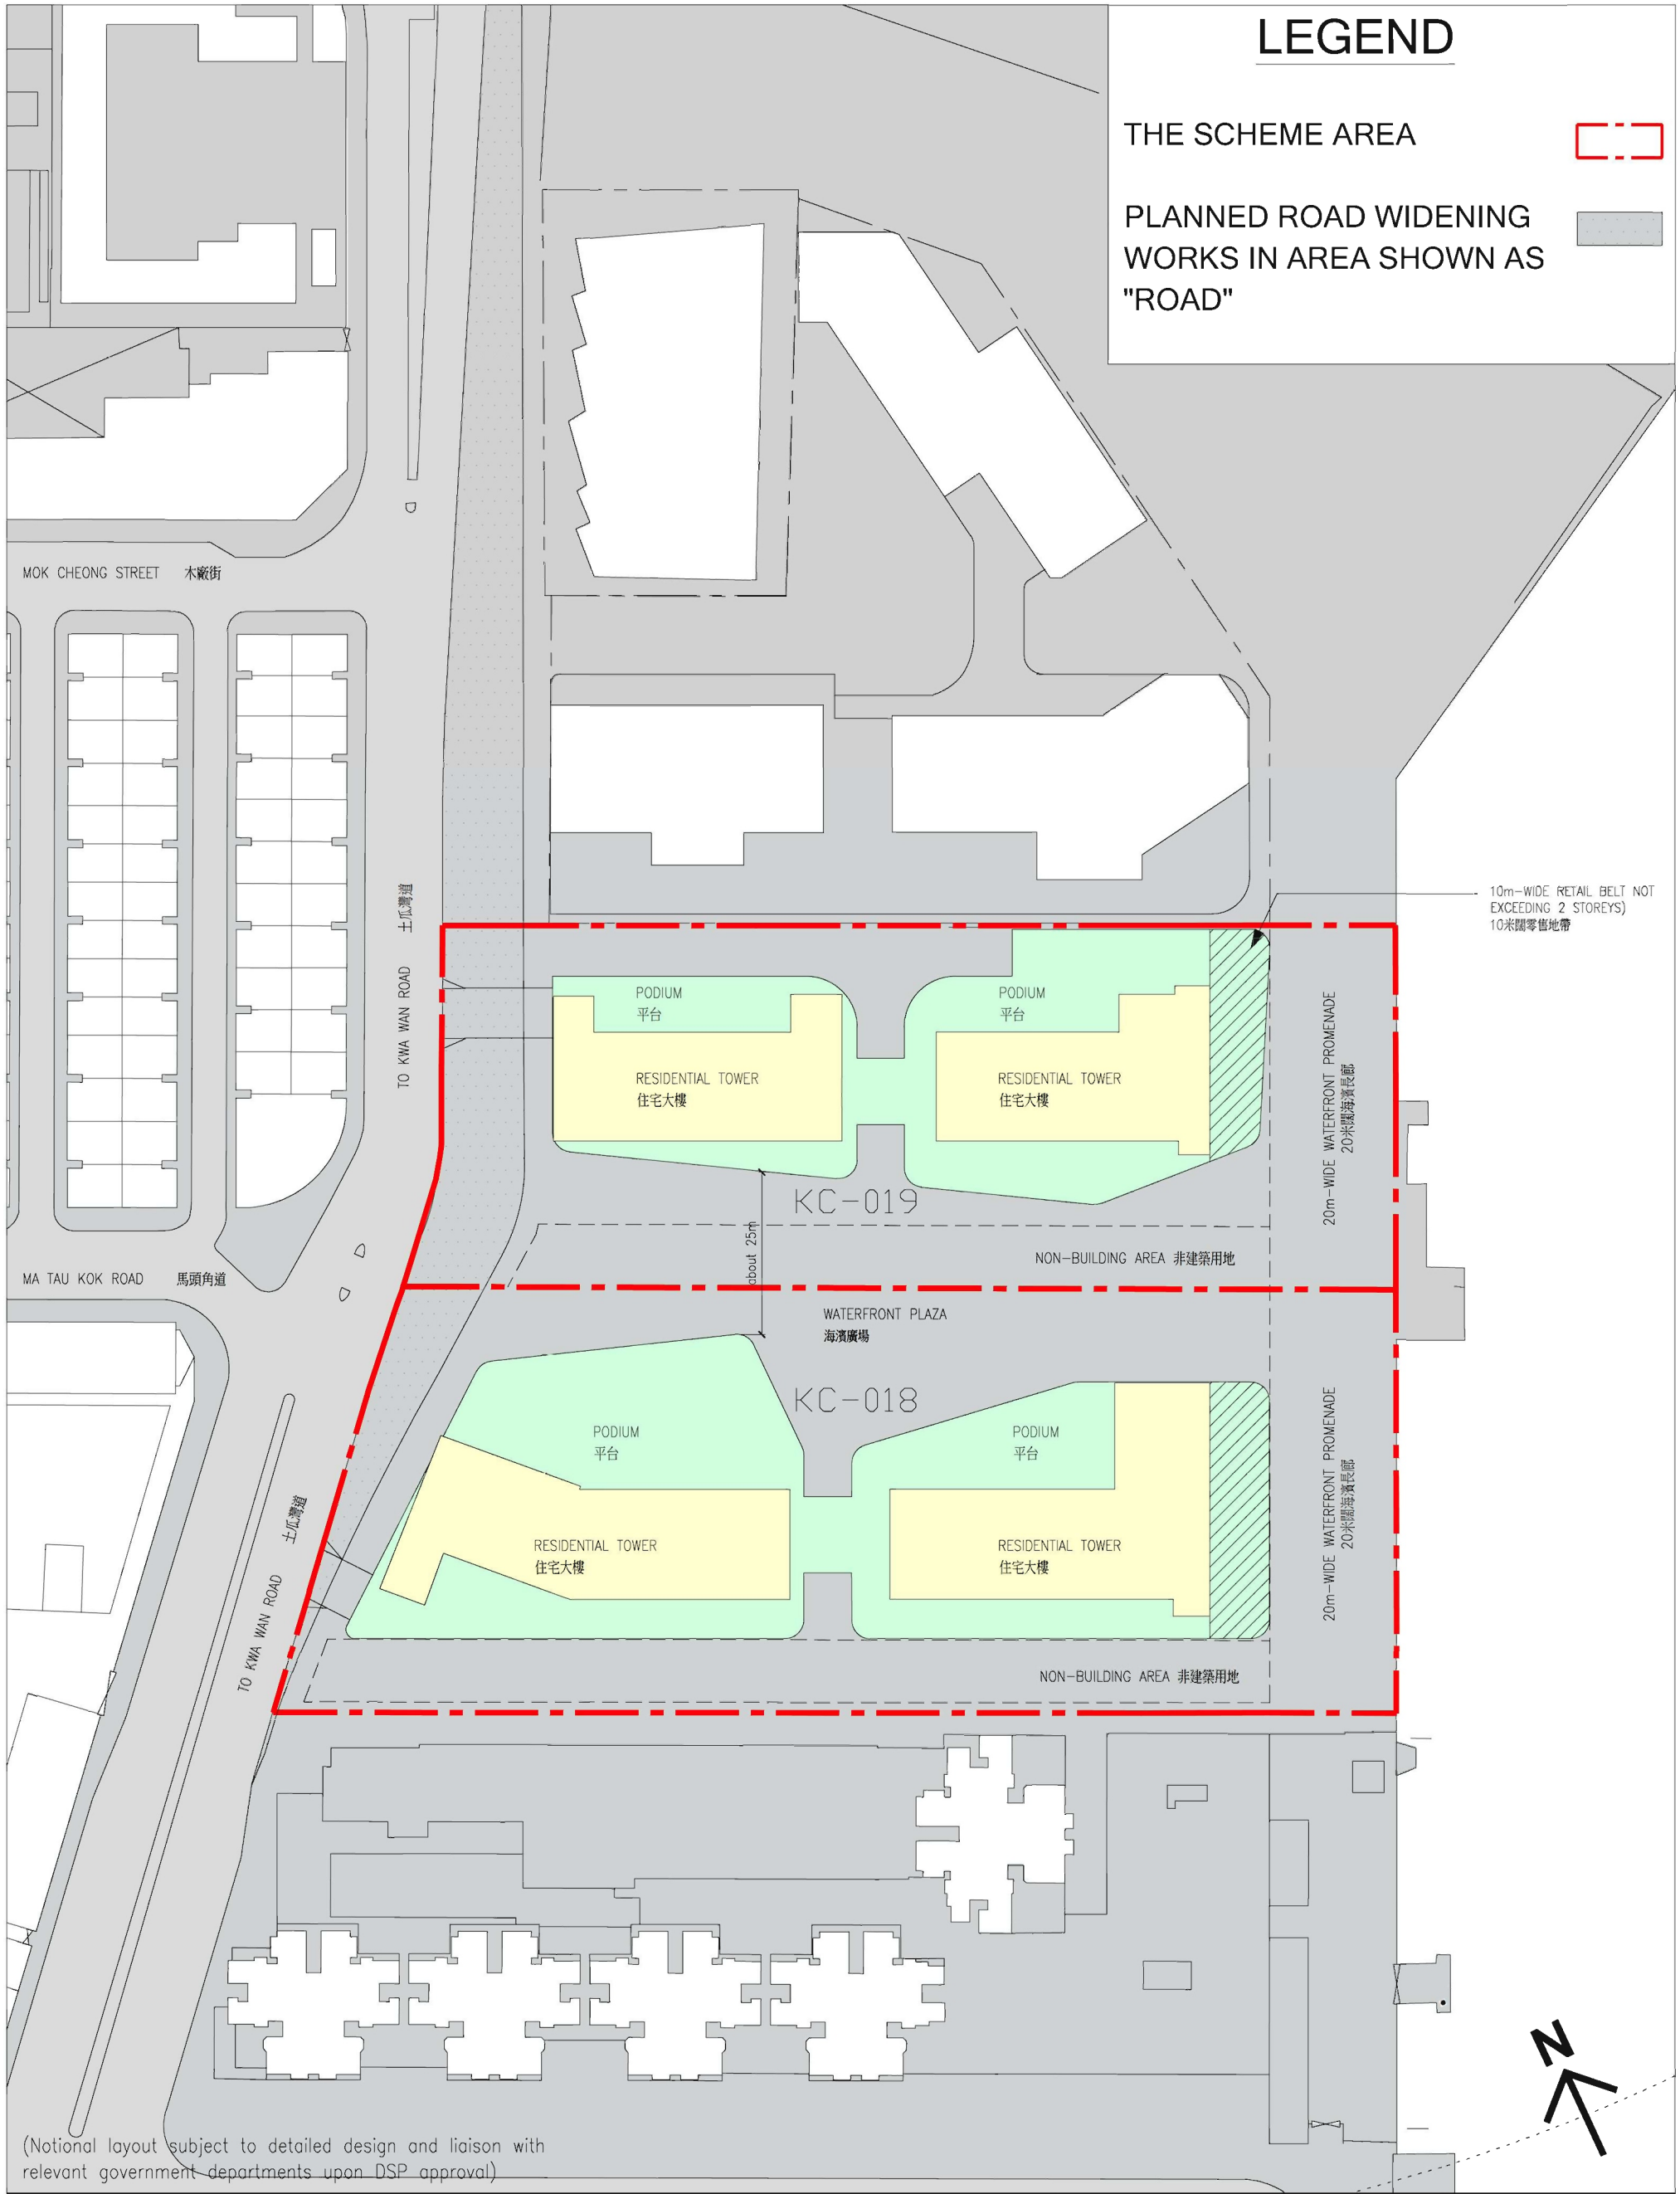 LEGEND
THE SCHEME AREA
PLANNED ROAD WIDENING
WORKS IN AREA SHOWN AS
"ROAD"
MOK CHEONG STREET 木廠街
土瓜灣道
TO KWA WAN ROAD
10m-WIDE RETAIL BELT NOT
EXCEEDING 2 STOREYS)
10米闊零售地帶
PODIUM
平台
PODIUM
平台
RESIDENTIAL TOWER
住宅大樓
RESIDENTIAL TOWER
住宅大樓
20m-WIDE WATERFRONT PROMENADE
20米闊海濱長廊
KC-019
about 25m
NON-BUILDING AREA 非建築用地
MA TAU KOK ROAD 馬頭角道
WATERFRONT PLAZA
海濱廣場
KC-018
PODIUM
平台
PODIUM
平台
RESIDENTIAL TOWER
住宅大樓
RESIDENTIAL TOWER
住宅大樓
20m-WIDE WATERFRONT PROMENADE
20米闊海濱長廊
土瓜灣道
TO KWA WAN ROAD
NON-BUILDING AREA 非建築用地
N
(Notional layout subject to detailed design and liaison with
relevant government departments upon DSP approval)